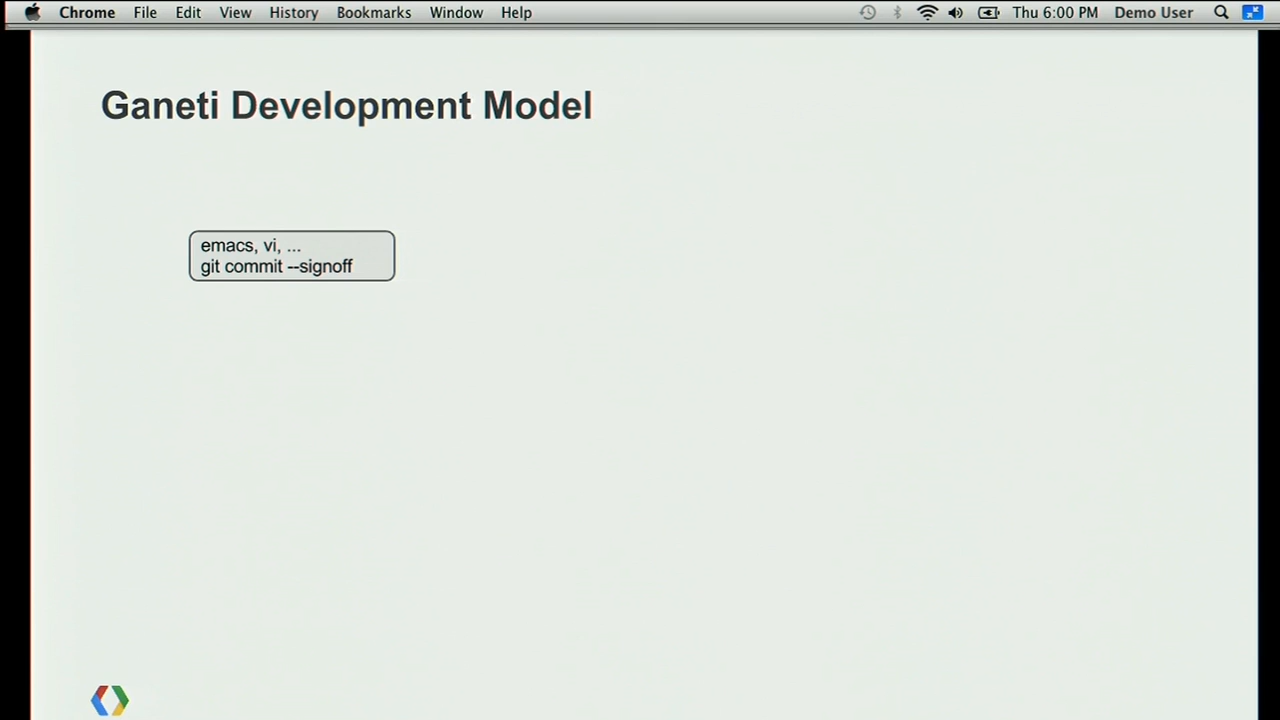 Chrome File Edit View History Bookmarks Window Help Thu 6:00 PM Demo User
Ganeti Development Model
emacs, vi, ...
git commit --signoff